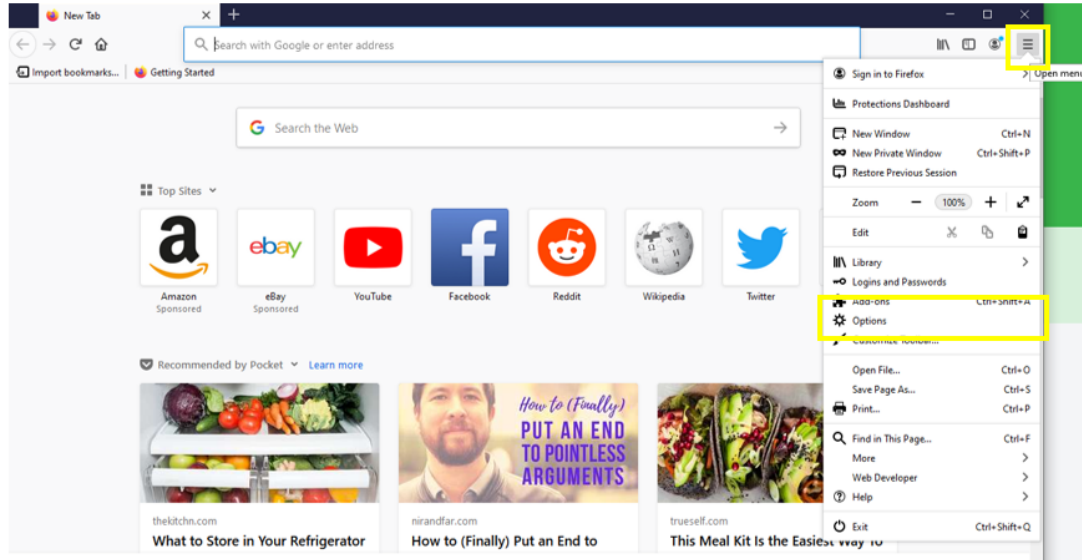 New Tab
Search with Google or enter address
Import bookmarks...
Getting Started
Open menu
Sign in to Firefox
Protections Dashboard
New Window Ctrl+N
New Private Window Ctrl+Shift+P
Restore Previous Session
Zoom 100%
Edit
Library
Logins and Passwords
Add-ons Ctrl+Shift+A
Options
Customize Toolbar...
Open File... Ctrl+O
Save Page As... Ctrl+S
Print... Ctrl+P
Find in This Page... Ctrl+F
More
Web Developer
Help
Exit Ctrl+Shift+Q
Search the Web
Top Sites
a
ebay
f
Amazon
Sponsored
eBay
Sponsored
YouTube
Facebook
Reddit
Wikipedia
Twitter
Recommended by Pocket
Learn more
How to (Finally)
PUT AN END
TO POINTLESS
ARGUMENTS
thekitchn.com
What to Store in Your Refrigerator
nirandfar.com
How to (Finally) Put an End to
trueself.com
This Meal Kit Is the Easiest Way To